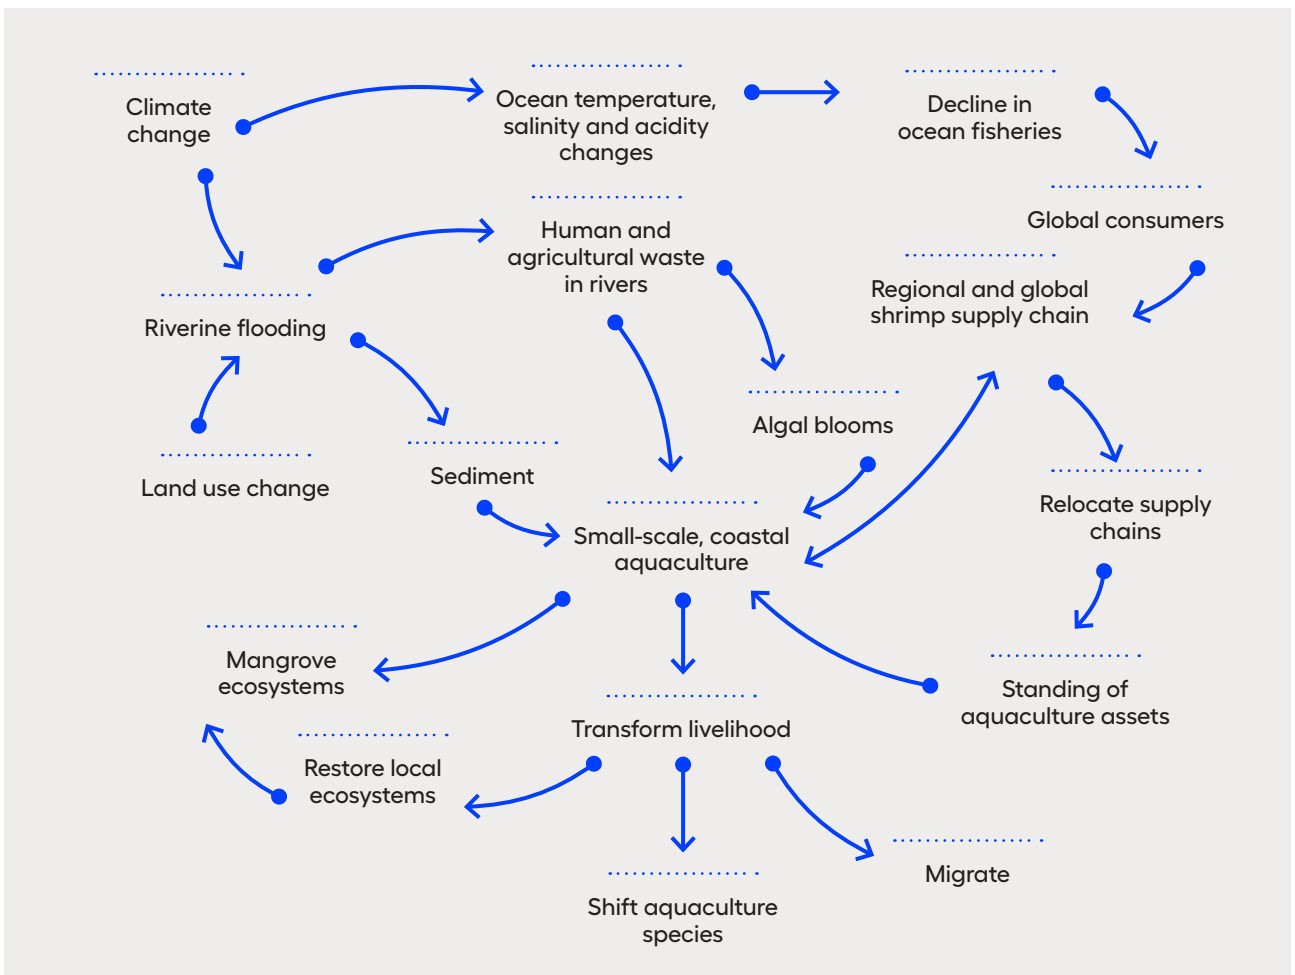 Climate
change
Ocean temperature,
salinity and acidity
changes
Decline in
ocean fisheries
Global consumers
Human and
agricultural waste
in rivers
Regional and global
shrimp supply chain
Riverine flooding
Algal blooms
Land use change
Sediment
Relocate supply
chains
Small-scale, coastal
aquaculture
Mangrove
ecosystems
Standing of
aquaculture assets
Transform livelihood
Restore local
ecosystems
Migrate
Shift aquaculture
species